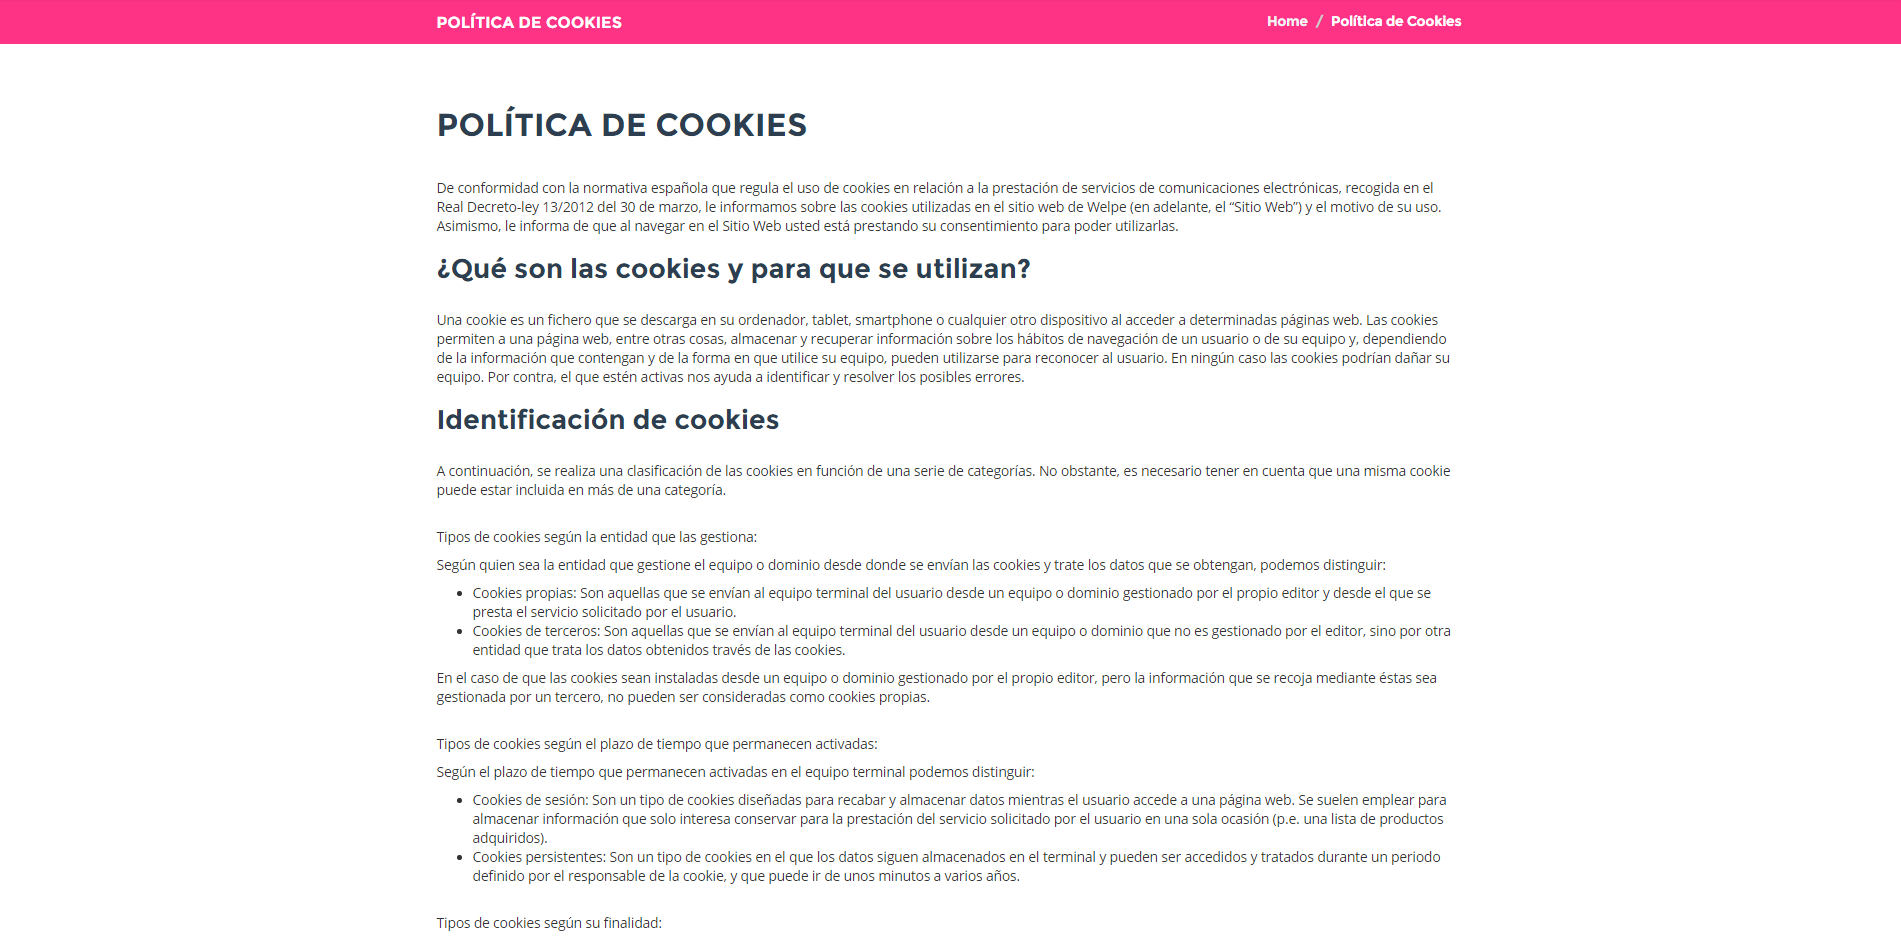 POLÍTICA DE COOKIES
Home / Política de Cookies
POLÍTICA DE COOKIES
De conformidad con la normativa española que regula el uso de cookies en relación a la prestación de servicios de comunicaciones electrónicas, recogida en el
Real Decreto-ley 13/2012 del 30 de marzo, le informamos sobre las cookies utilizadas en el sitio web de Welpe (en adelante, el “Sitio Web”) y el motivo de su uso.
Asimismo, le informa de que al navegar en el Sitio Web usted está prestando su consentimiento para poder utilizarlas.
¿Qué son las cookies y para que se utilizan?
Una cookie es un fichero que se descarga en su ordenador, tablet, smartphone o cualquier otro dispositivo al acceder a determinadas páginas web. Las cookies
permiten a una página web, entre otras cosas, almacenar y recuperar información sobre los hábitos de navegación de un usuario o de su equipo y, dependiendo
de la información que contengan y de la forma en que utilice su equipo, pueden utilizarse para reconocer al usuario. En ningún caso las cookies podrían dañar su
equipo. Por contra, el que estén activas nos ayuda a identificar y resolver los posibles errores.
Identificación de cookies
A continuación, se realiza una clasificación de las cookies en función de una serie de categorías. No obstante, es necesario tener en cuenta que una misma cookie
puede estar incluida en más de una categoría.
Tipos de cookies según la entidad que las gestiona:
Según quien sea la entidad que gestione el equipo o dominio desde donde se envían las cookies y trate los datos que se obtengan, podemos distinguir:
• Cookies propias: Son aquellas que se envían al equipo terminal del usuario desde un equipo o dominio gestionado por el propio editor y desde el que se
presta el servicio solicitado por el usuario.
• Cookies de terceros: Son aquellas que se envían al equipo terminal del usuario desde un equipo o dominio que no es gestionado por el editor, sino por otra
entidad que trata los datos obtenidos través de las cookies.
En el caso de que las cookies sean instaladas desde un equipo o dominio gestionado por el propio editor, pero la información que se recoja mediante éstas sea
gestionada por un tercero, no pueden ser consideradas como cookies propias.
Tipos de cookies según el plazo de tiempo que permanecen activadas:
Según el plazo de tiempo que permanecen activadas en el equipo terminal podemos distinguir:
• Cookies de sesión: Son un tipo de cookies diseñadas para recabar y almacenar datos mientras el usuario accede a una página web. Se suelen emplear para
almacenar información que solo interesa conservar para la prestación del servicio solicitado por el usuario en una sola ocasión (p.e. una lista de productos
adquiridos).
• Cookies persistentes: Son un tipo de cookies en el que los datos siguen almacenados en el terminal y pueden ser accedidos y tratados durante un periodo
definido por el responsable de la cookie, y que puede ir de unos minutos a varios años.
Tipos de cookies según su finalidad: